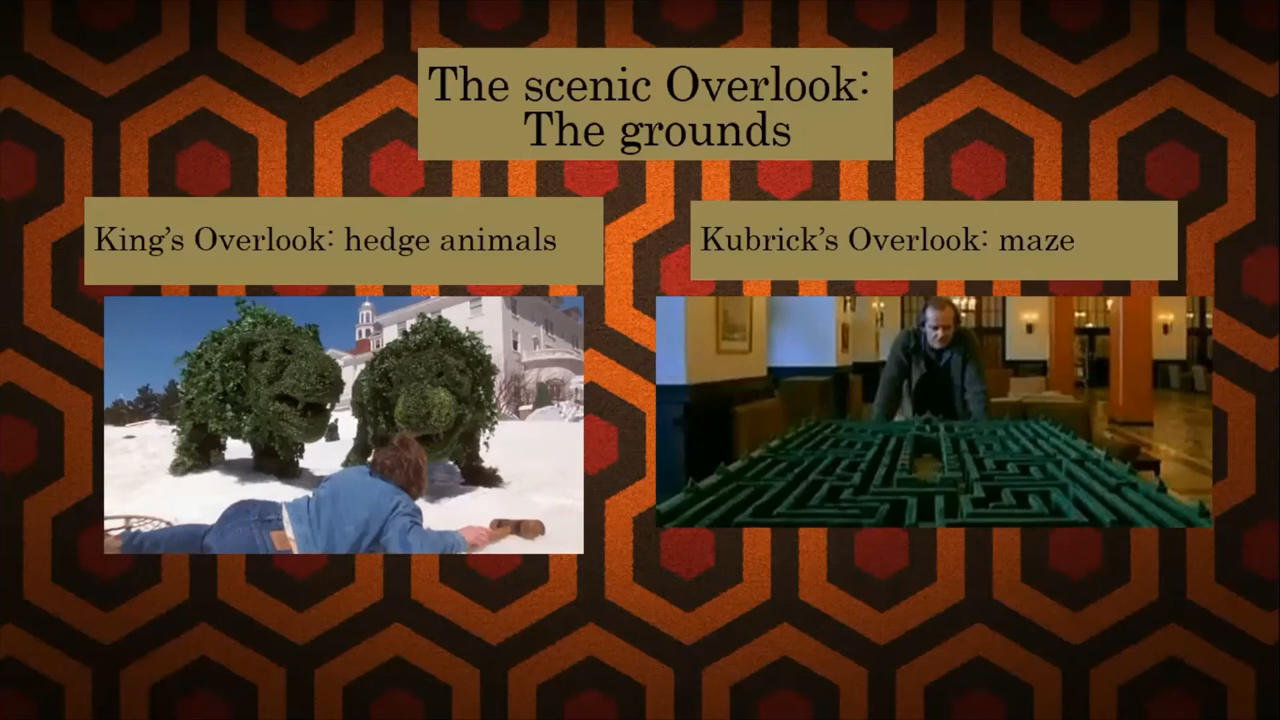 The scenic Overlook:
The grounds
King's Overlook: hedge animals
Kubrick's Overlook: maze